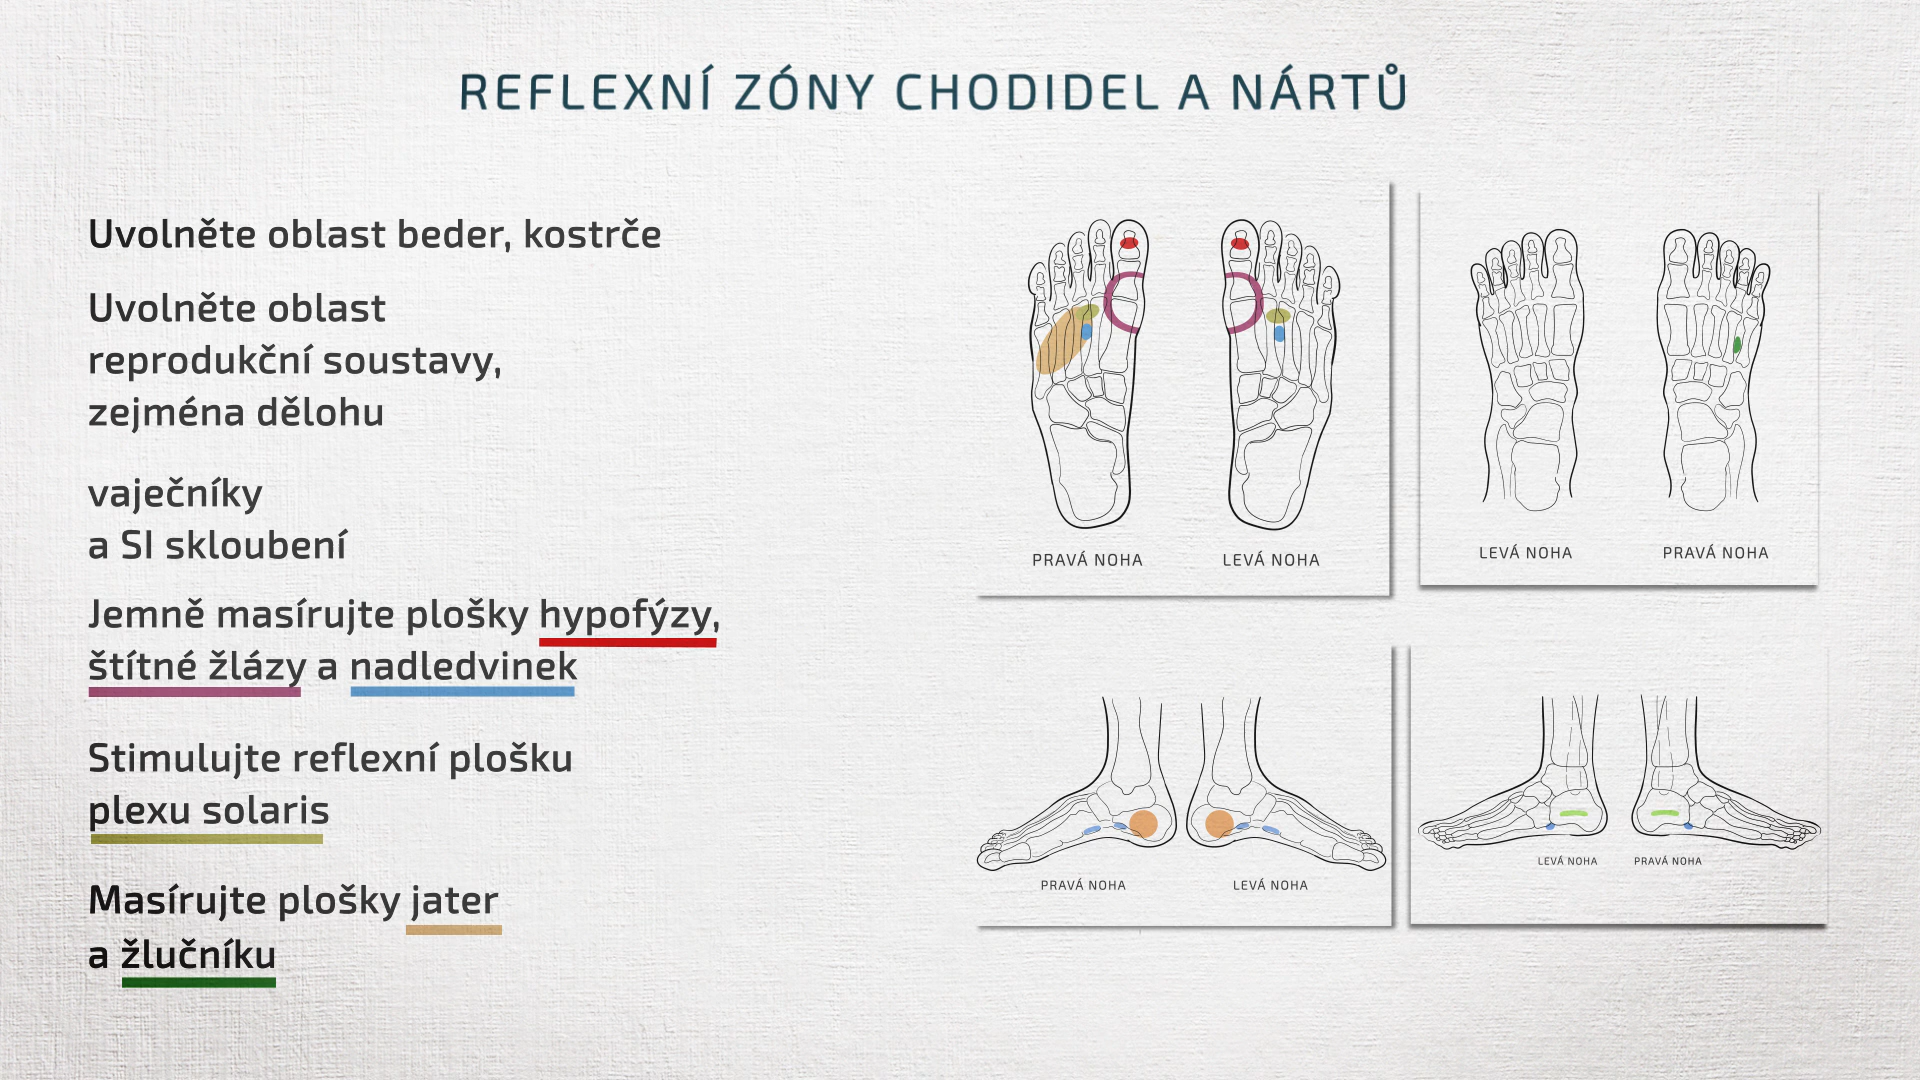 REFLEXNÍ ZÓNY CHODIDEL A NÁRTŮ
Uvolněte oblast beder, kostrče
Uvolněte oblast
reprodukční soustavy,
zejména dělohu
vaječníky
a SI skloubení
Jemně masírujte plošky hypofýzy,
štítné žlázy a nadledvinek
Stimulujte reflexní plošku
plexu solaris
Masírujte plošky jater
a žlučníku
PRAVÁ NOHA
LEVÁ NOHA
LEVÁ NOHA
PRAVÁ NOHA
PRAVÁ NOHA
LEVÁ NOHA
LEVÁ NOHA
PRAVÁ NOHA